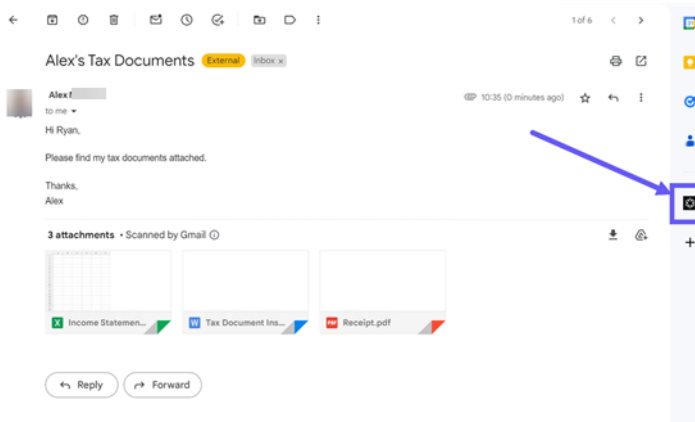 1 of 6
Alex's Tax Documents External Inbox x
Alex
10:35 (0 minutes ago)
to me
Hi Ryan,
Please find my tax documents attached.
Thanks,
Alex
3 attachments • Scanned by Gmail
X Income Statemen...
W Tax Document Ins...
PDF Receipt.pdf
Reply
Forward